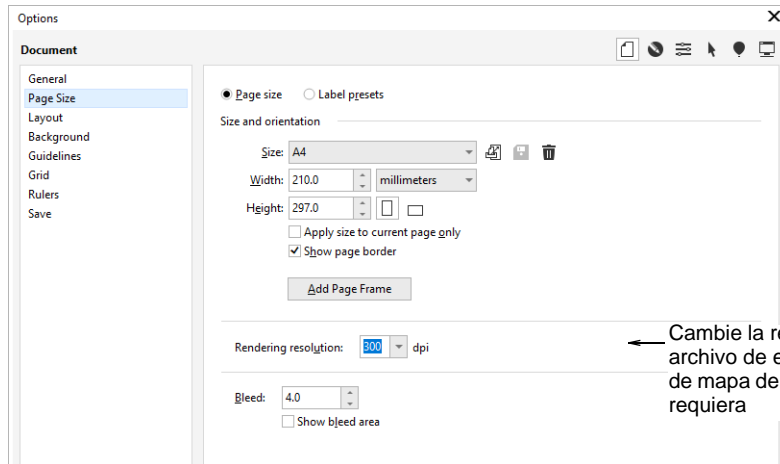 Options
Document
General
Page Size
Layout
Background
Guidelines
Grid
Rulers
Save
Page size Label presets
Size and orientation
Size: A4
Width: 210.0 millimeters
Height: 297.0
Apply size to current page only
Show page border
Add Page Frame
Rendering resolution: 300 dpi
Cambie la
archivo de
de mapa de
requiera
Bleed: 4.0
Show bleed area